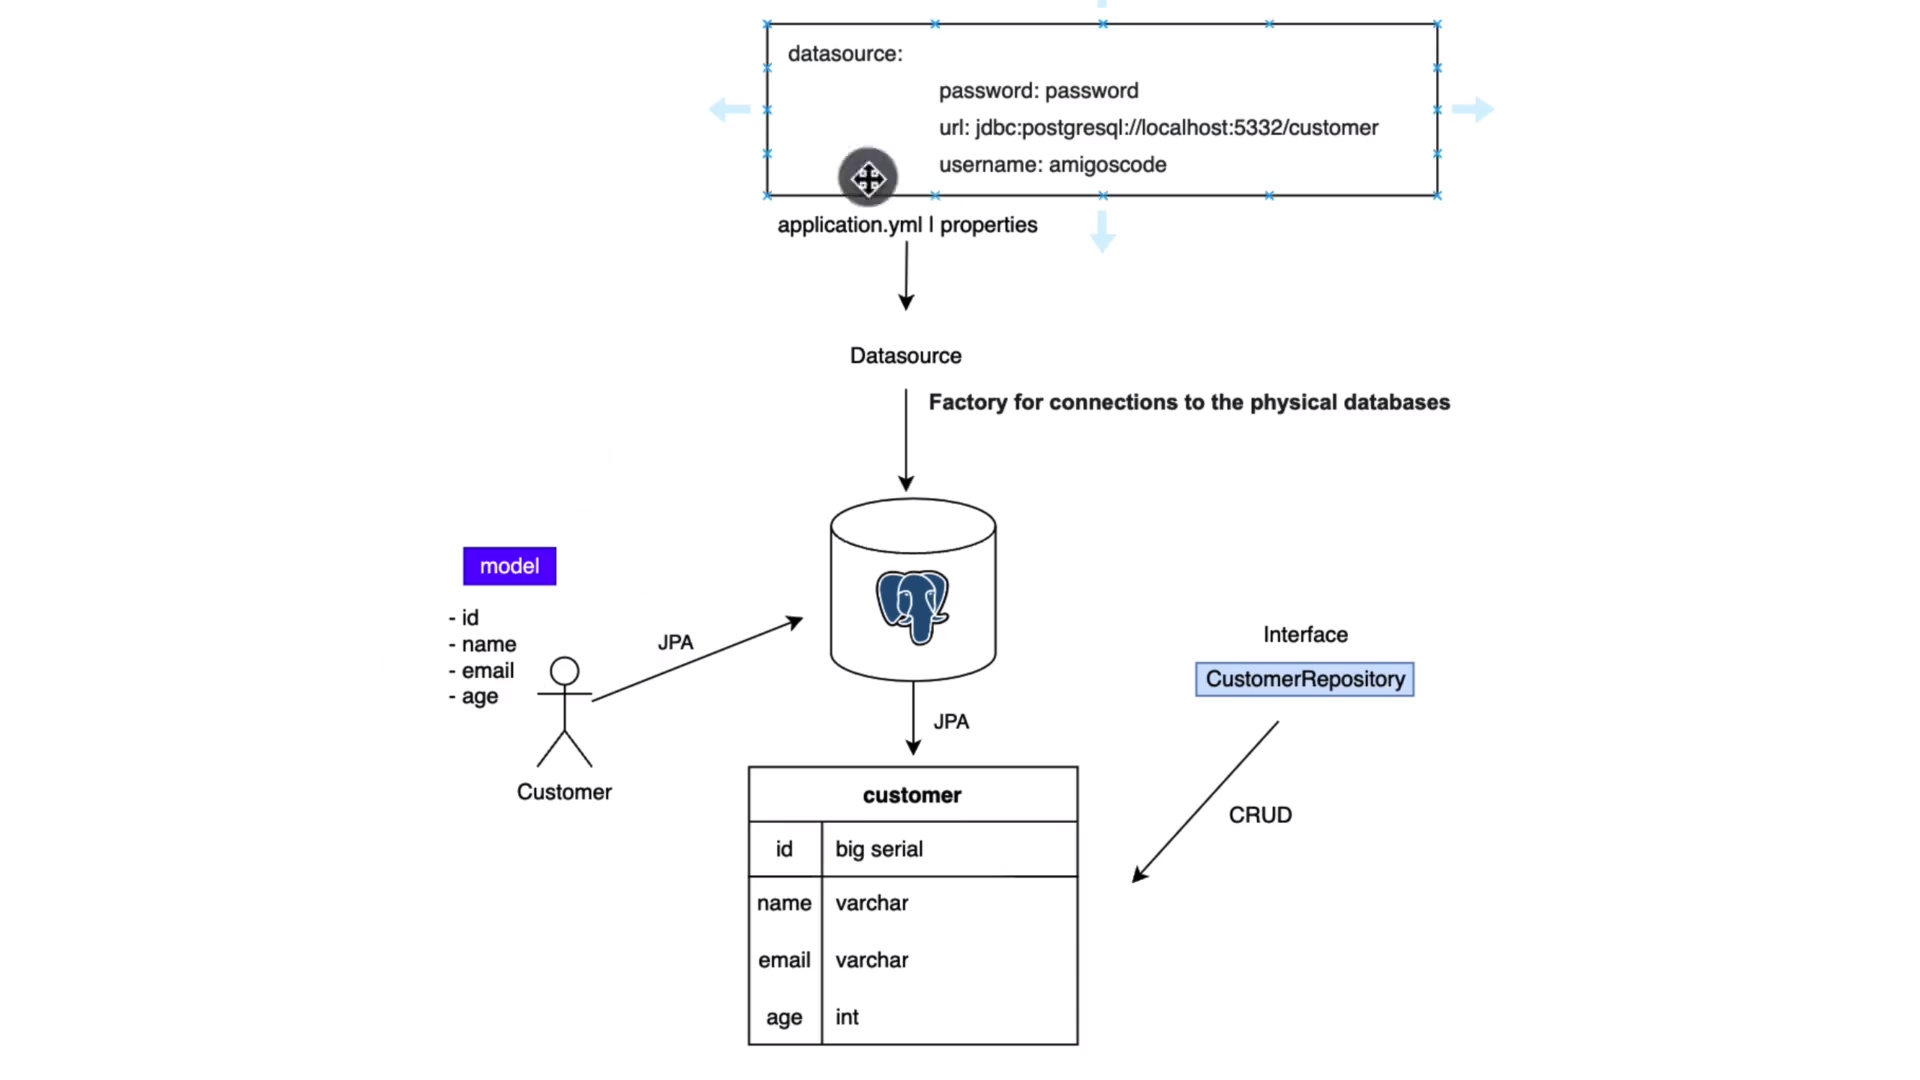 datasource:
password: password
url: jdbc:postgresql://localhost:5332/customer
username: amigoscode
application.yml | properties
Datasource
Factory for connections to the physical databases
model
- id
- name
- email
- age
Customer
JPA
JPA
Interface
CustomerRepository
CRUD
customer
id big serial
name varchar
email varchar
age int